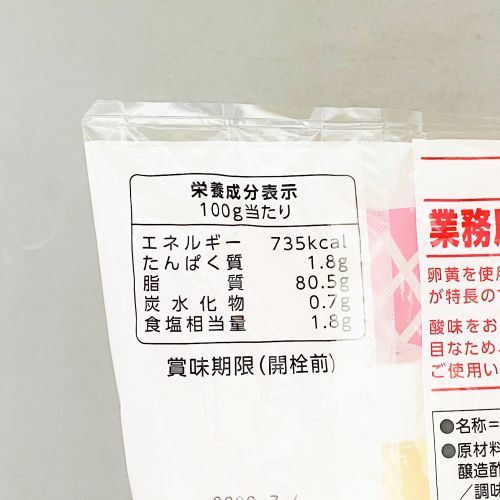 栄養成分表示
100g当たり
エネルギー 735kcal
たんぱく質 1.8g
脂質 80.5g
炭水化物 0.7g
食塩相当量 1.8g
賞味期限(開栓前)
業務
卵黄を使
が特長の
酸味をお
目なため、
ご使用い
●名称=
●原材料
醸造酢
/調味